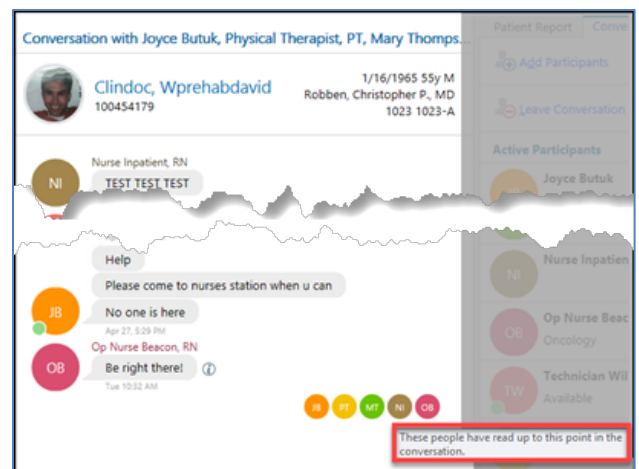 Conversation with Joyce Butuk, Physical Therapist, PT, Mary Thomps...
Clindoc, Wprehabdavid
100454179
1/16/1965 55y M
Robben, Christopher P., MD
1023 1023-A
Nurse Inpatient, RN
NI
TEST TEST TEST
Help
Please come to nurses station when u can
JB
No one is here
Apr 27, 5:29 PM
Op Nurse Beacon, RN
OB
Be right there!
Tue 10:32 AM
JB PT MT NI OB
These people have read up to this point in the
conversation.
Patient Report
Conve
Add Participants
Leave Conversation
Active Participants
Joyce Butuk
NI
Nurse Inpatien
OB
Op Nurse Beac
Oncology
TW
Technician Wil
Available